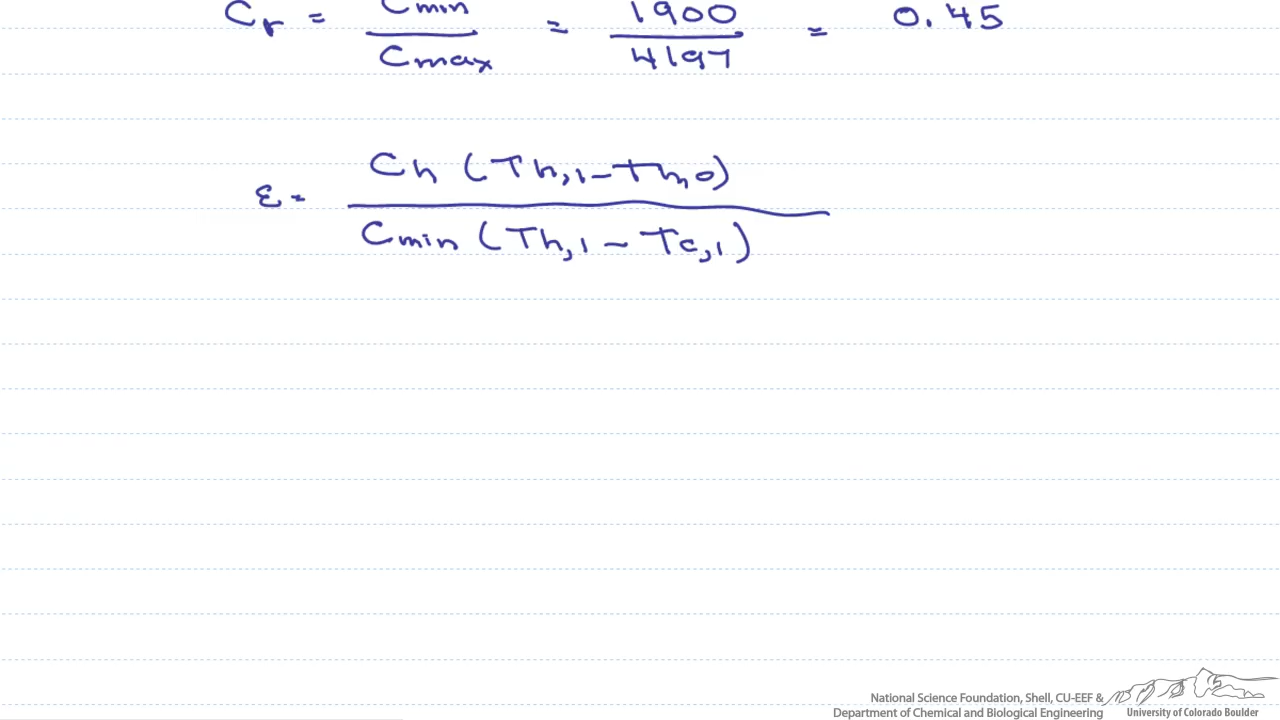 Cr = Cmin / Cmax = 1900 / 4197 = 0.45
ε = Ch (Th,i - Th,o) / Cmin (Th,i - Tc,i)
National Science Foundation, Shell, CU-EEF &
Department of Chemical and Biological Engineering
University of Colorado Boulder